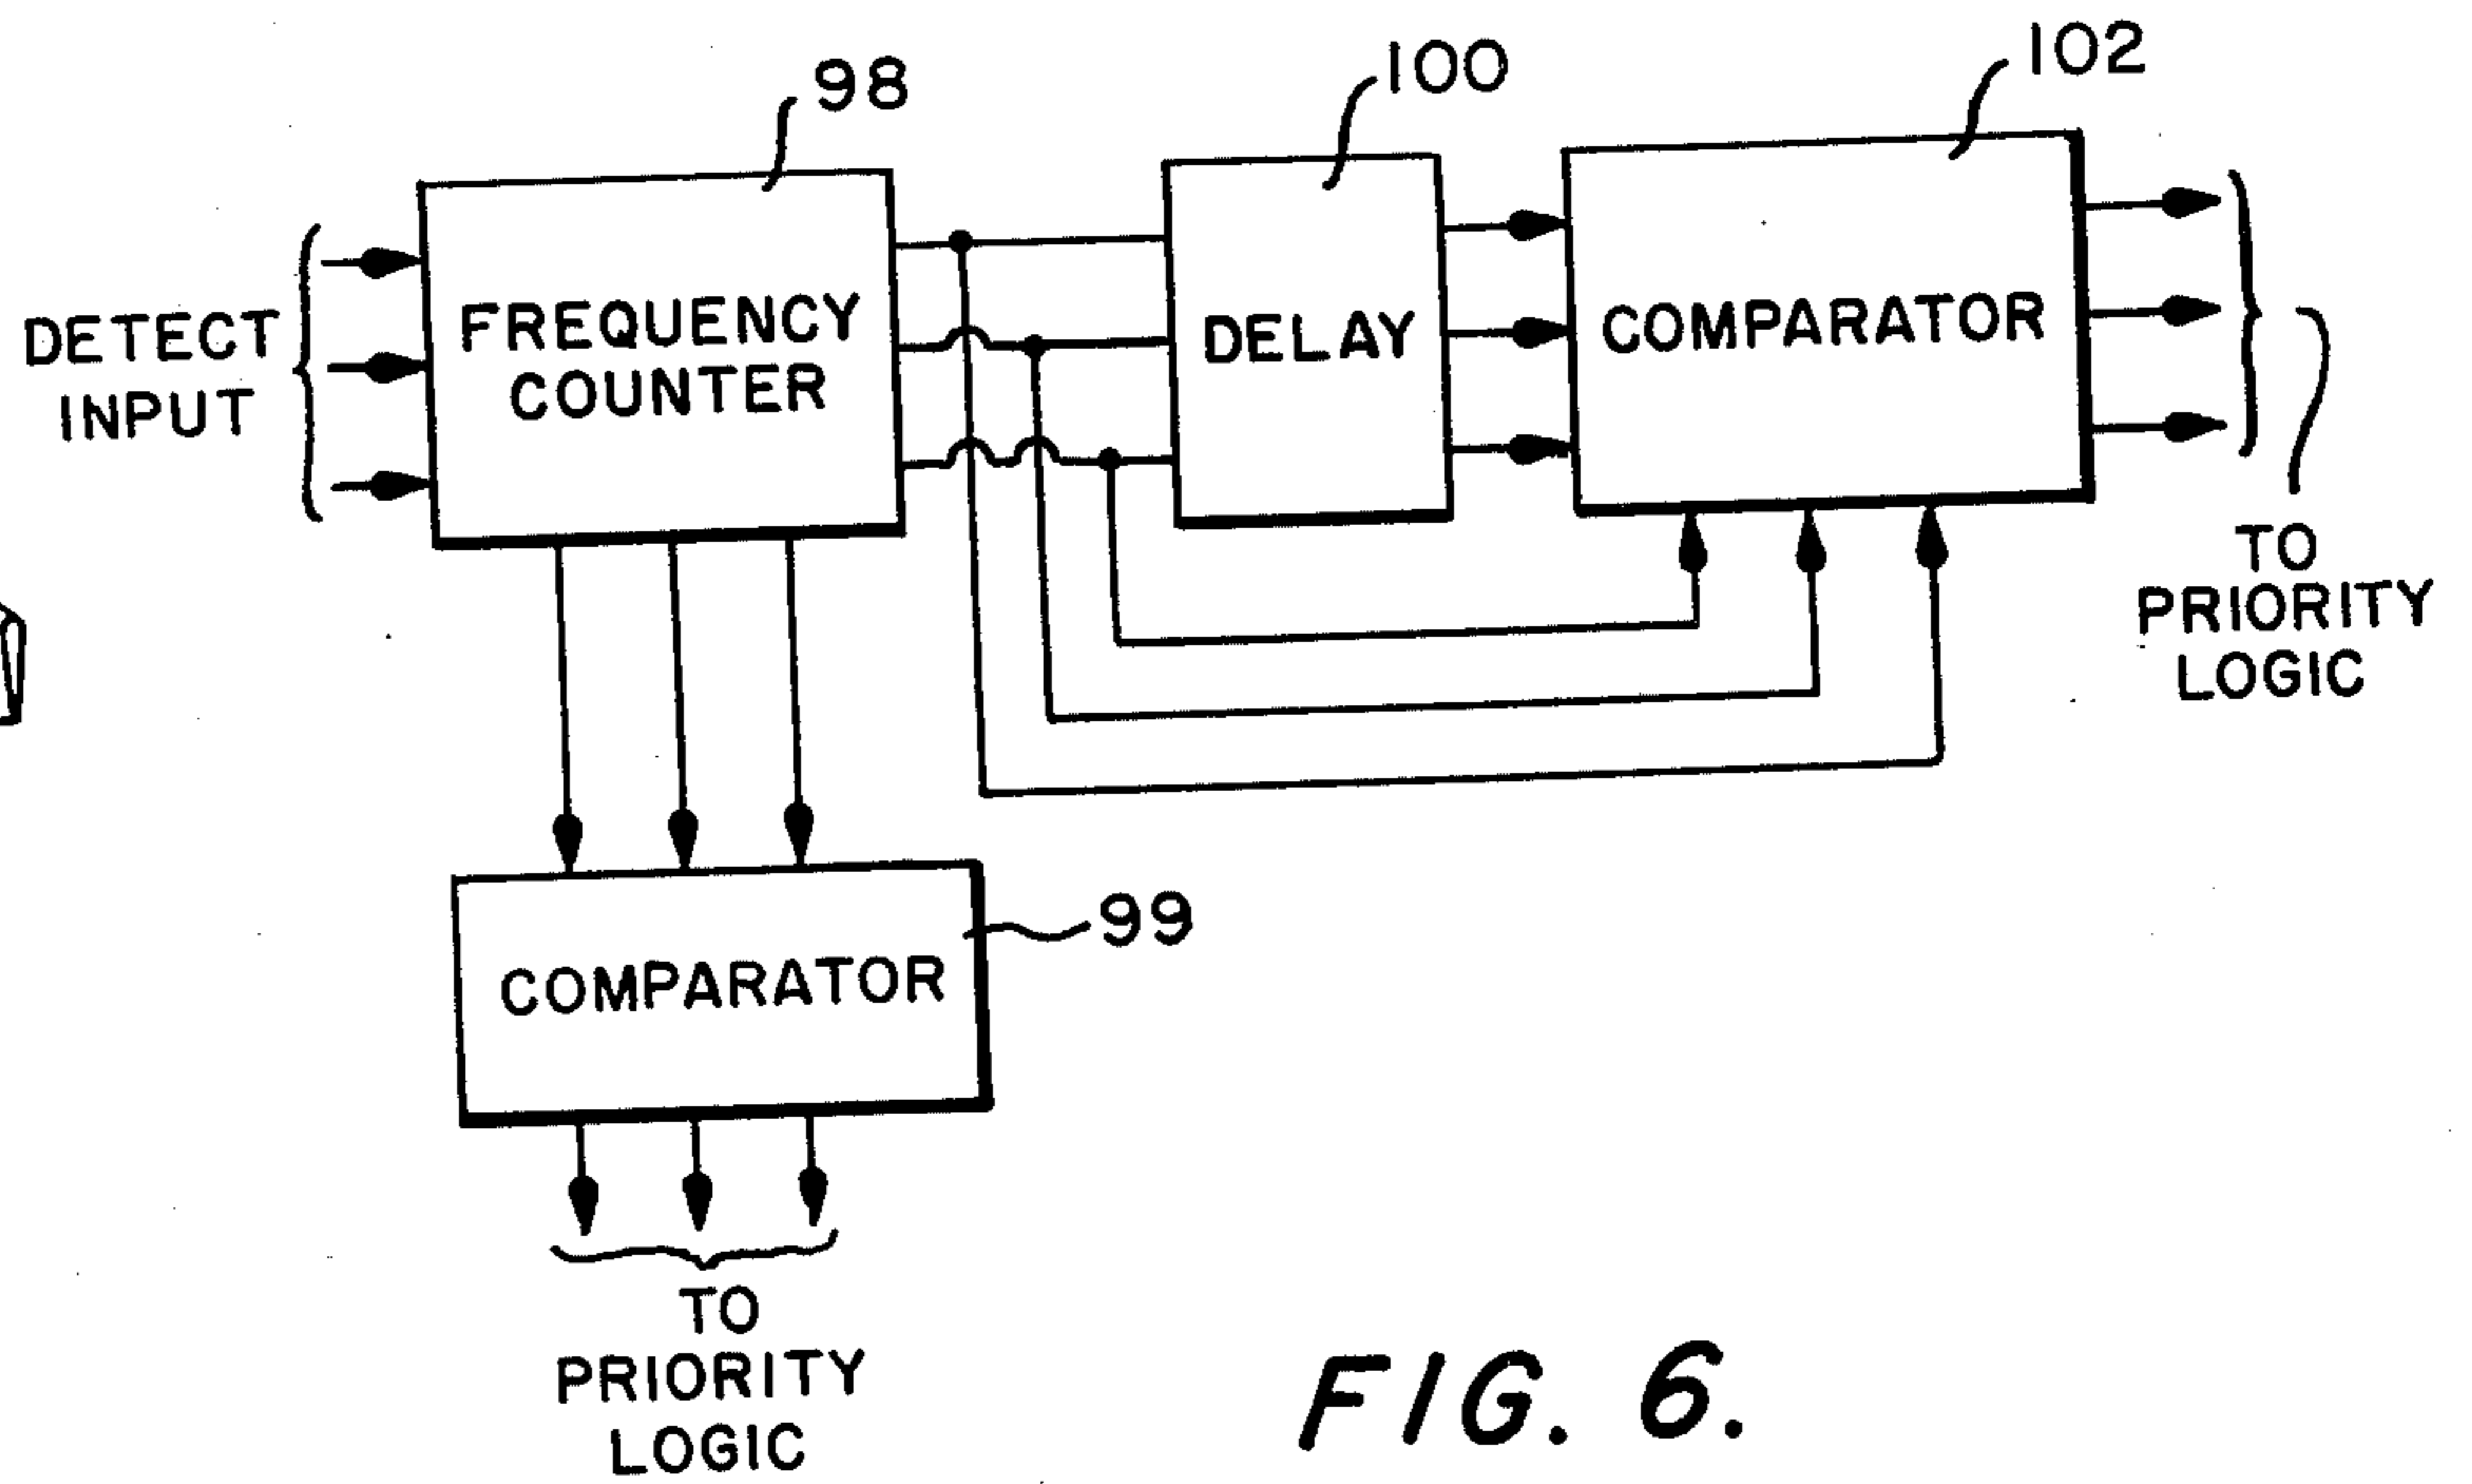 98
100
102
DETECT
INPUT
FREQUENCY
COUNTER
DELAY
COMPARATOR
TO
PRIORITY
LOGIC
99
COMPARATOR
TO
PRIORITY
LOGIC
FIG. 6.